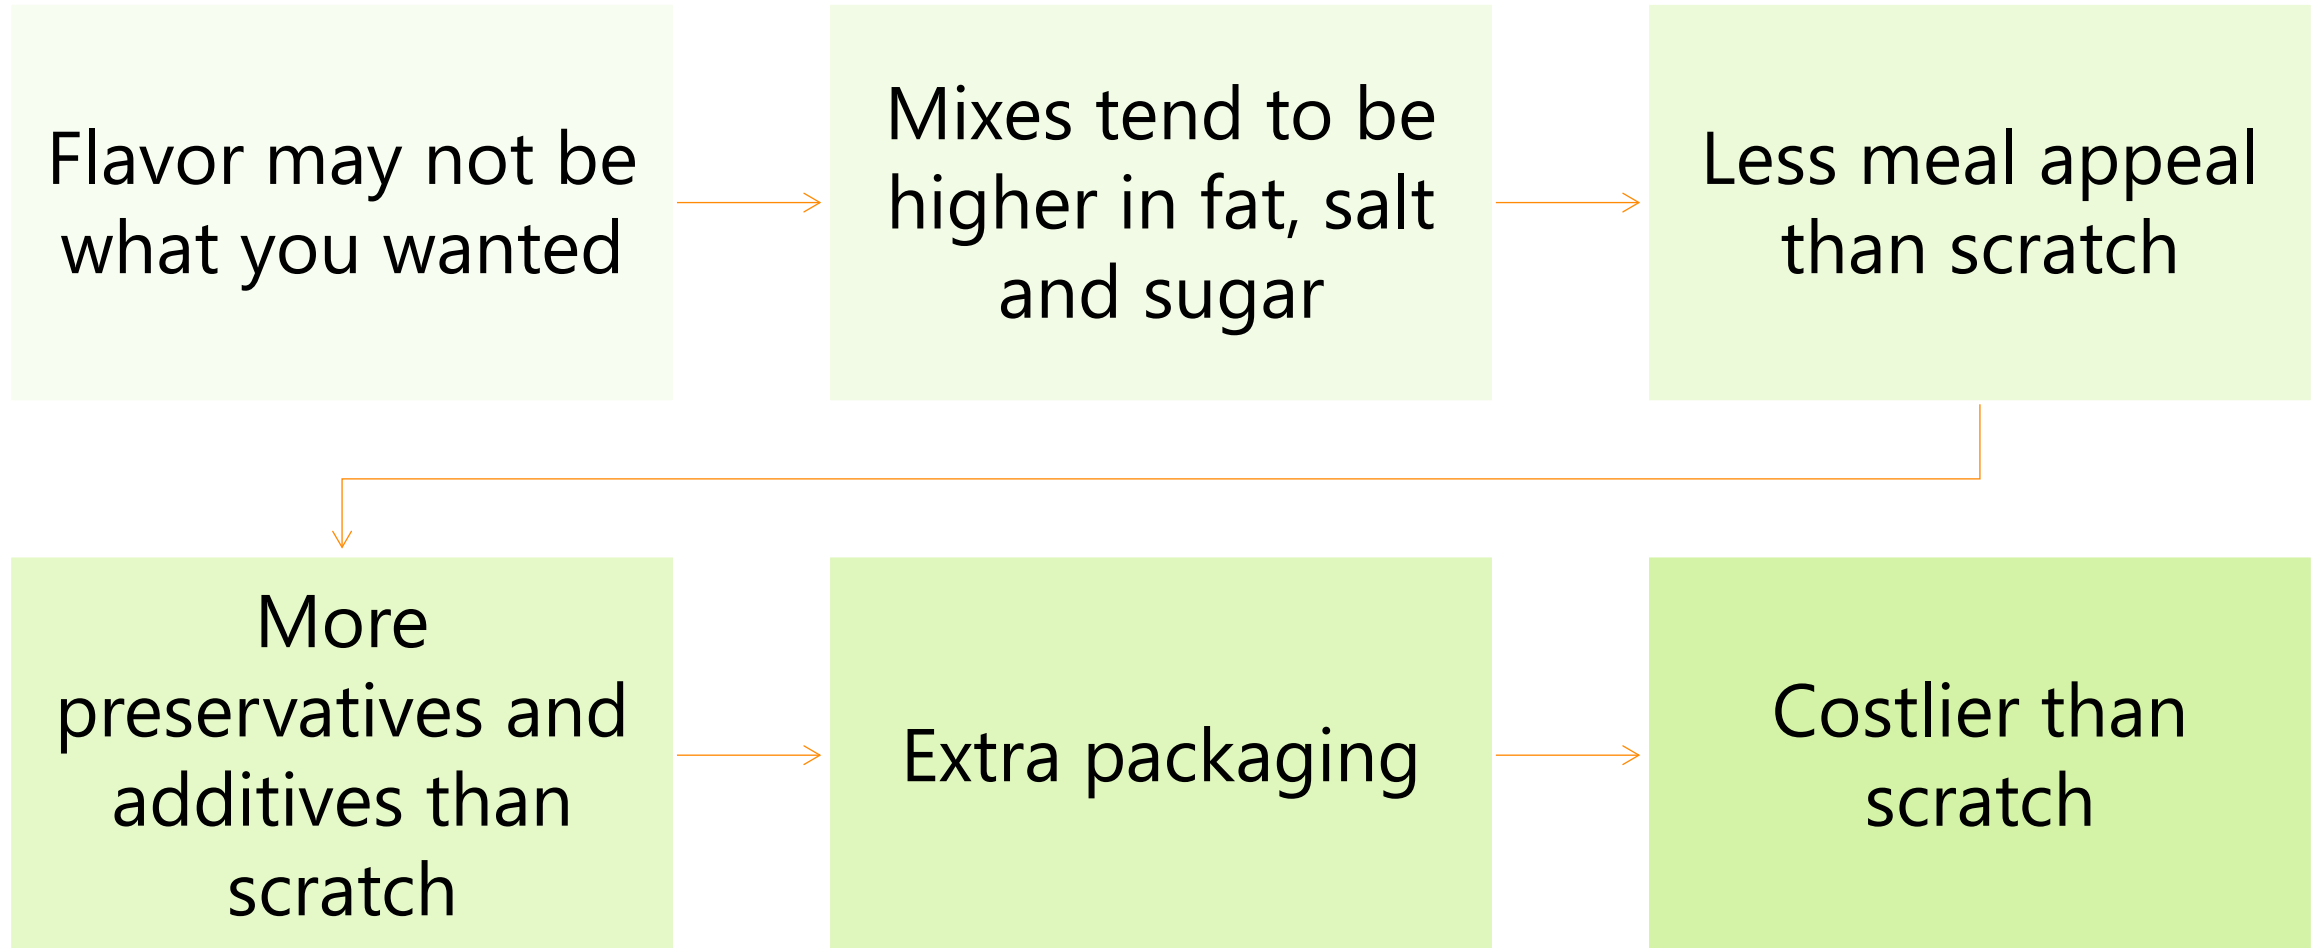 Flavor may not be
what you wanted
Mixes tend to be
higher in fat, salt
and sugar
Less meal appeal
than scratch
More
preservatives and
additives than
scratch
Extra packaging
Costlier than
scratch